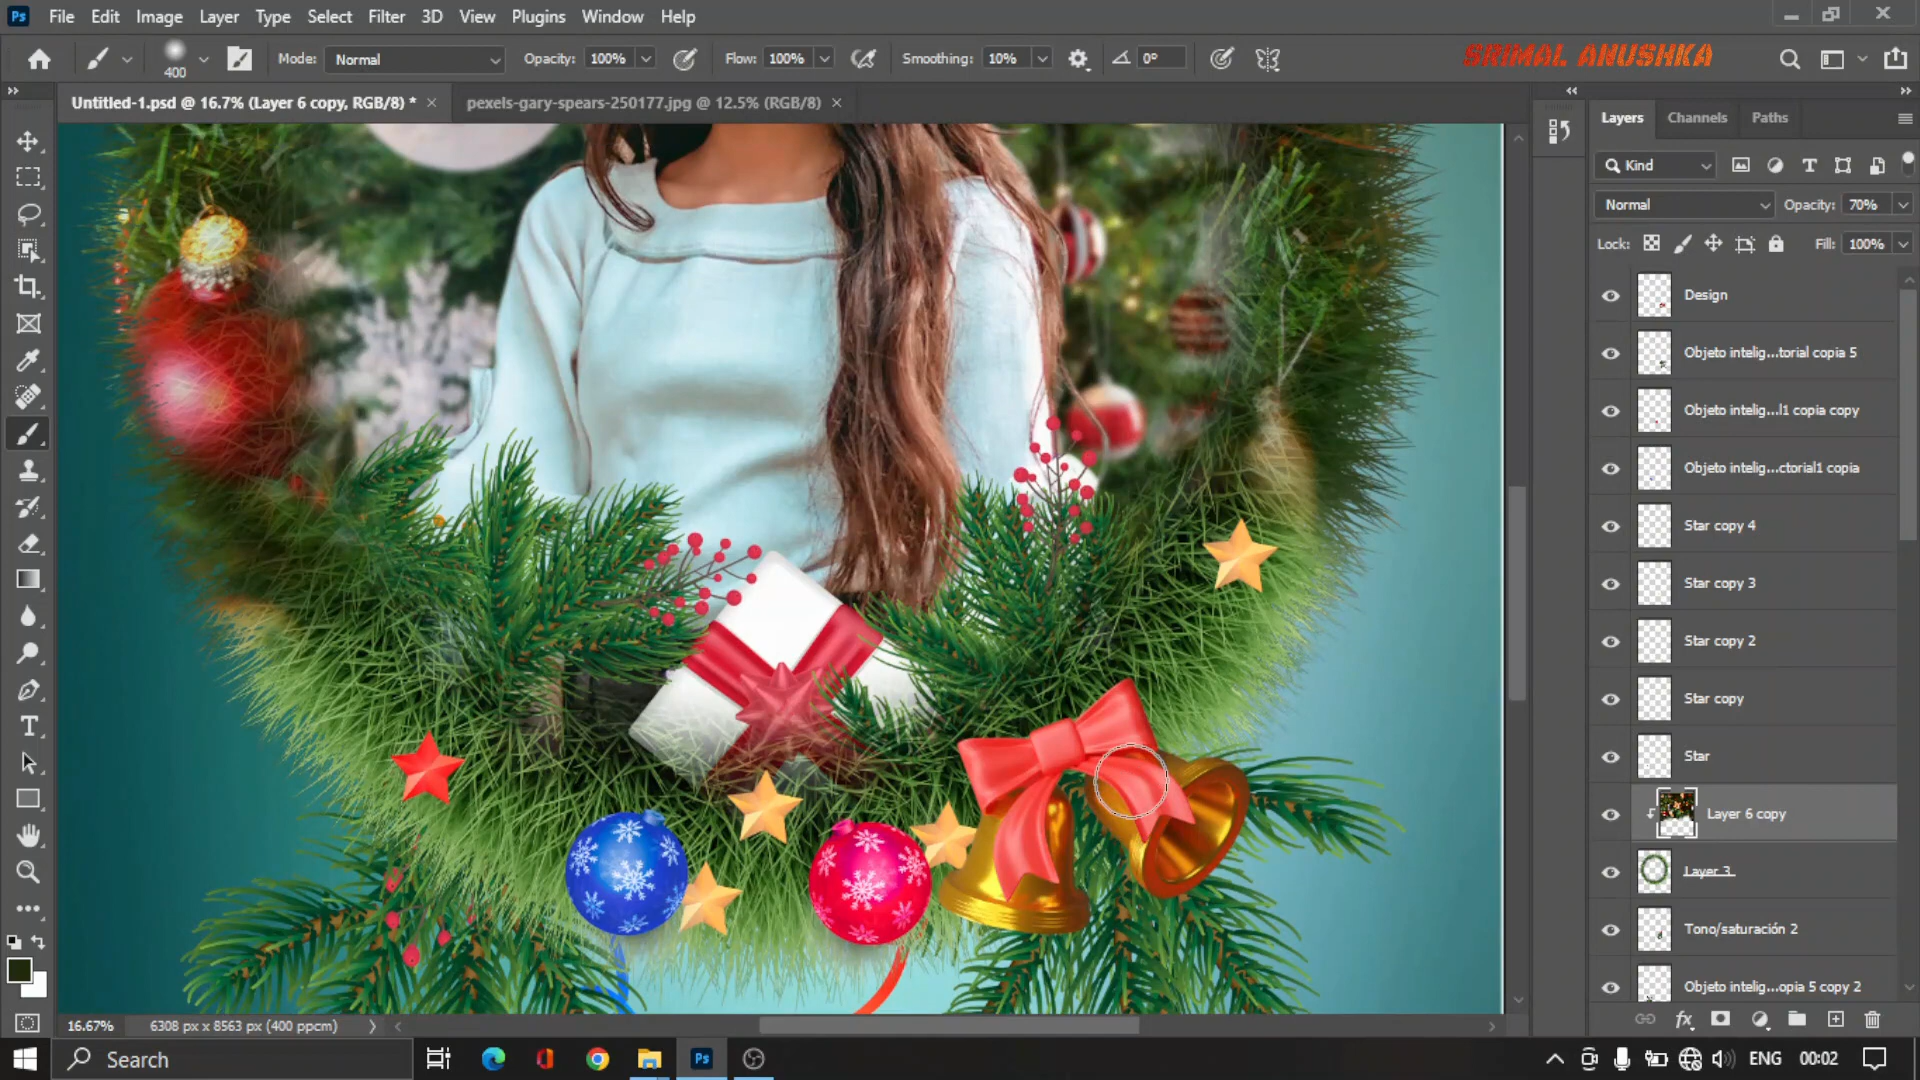 Ps File Edit Image Layer Type Select Filter 3D View Plugins Window Help
400 Mode: Normal Opacity: 100% Flow: 100% Smoothing: 10% 0° SRIMAL ANUSHKA
Untitled-1.psd @ 16.7% (Layer 6 copy, RGB/8) * pexels-gary-spears-250177.jpg @ 12.5% (RGB/8)
Layers Channels Paths
Kind
Normal Opacity: 70%
Lock: Fill: 100%
Design
Objeto intelig...torial copia 5
Objeto intelig...l1 copia copy
Objeto intelig...ctorial1 copia
Star copy 4
Star copy 3
Star copy 2
Star copy
Star
Layer 6 copy
Layer 3
Tono/saturación 2
Objeto intelig...opia 5 copy 2
16.67% 6308 px x 8563 px (400 ppcm)
Search Ps ENG 00:02